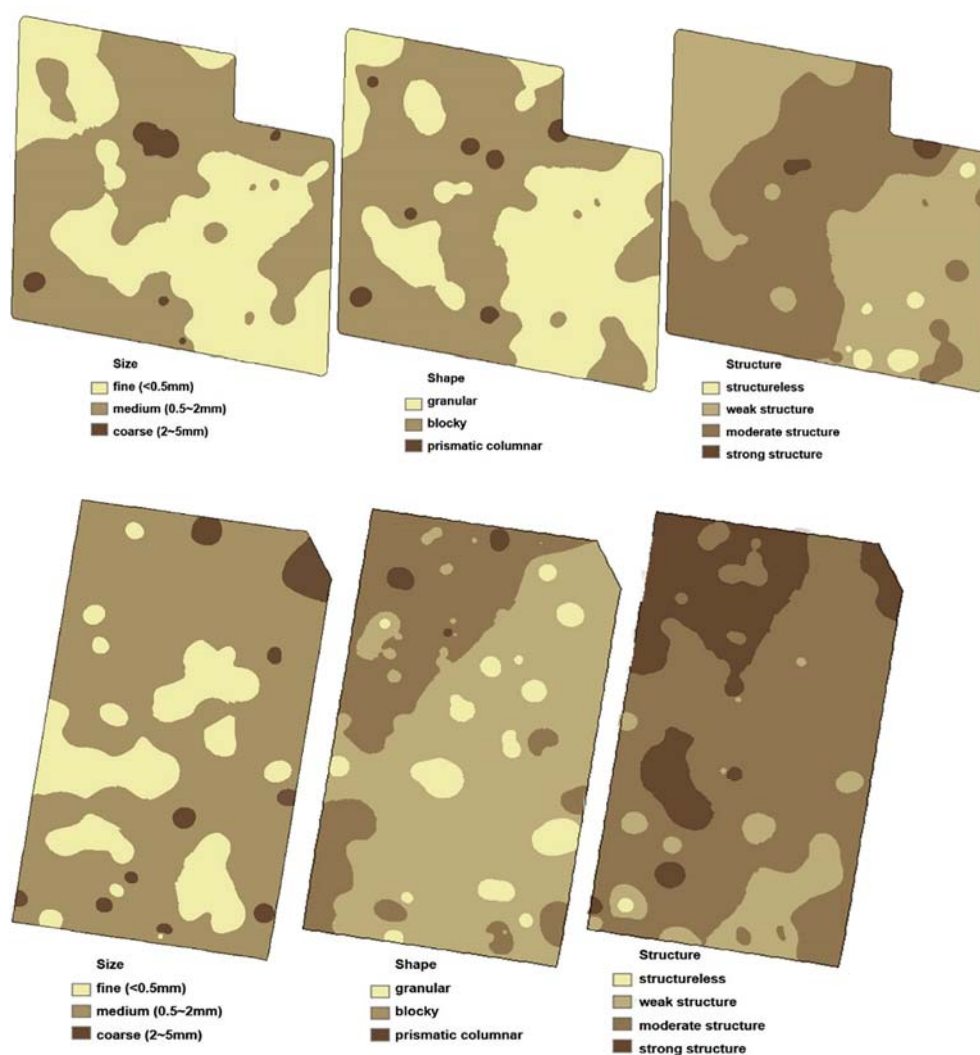 Size
fine (<0.5mm)
medium (0.5~2mm)
coarse (2~5mm)
Shape
granular
blocky
prismatic columnar
Structure
structureless
weak structure
moderate structure
strong structure
Size
fine (<0.5mm)
medium (0.5~2mm)
coarse (2~5mm)
Shape
granular
blocky
prismatic columnar
Structure
structureless
weak structure
moderate structure
strong structure